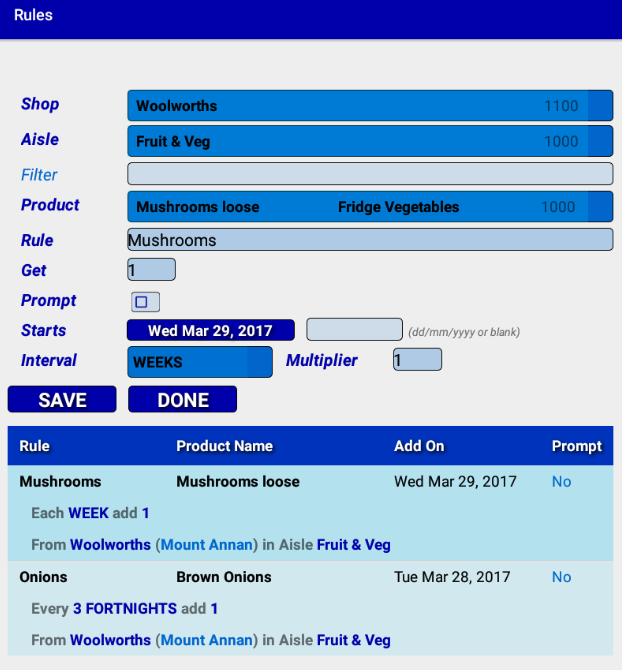 Rules
Shop Woolworths 1100
Aisle Fruit & Veg 1000
Filter
Product Mushrooms loose Fridge Vegetables 1000
Rule Mushrooms
Get 1
Prompt
Starts Wed Mar 29, 2017 (dd/mm/yyyy or blank)
Interval WEEKS Multiplier 1
SAVE DONE
Rule Product Name Add On Prompt
Mushrooms Mushrooms loose Wed Mar 29, 2017 No
Each WEEK add 1
From Woolworths (Mount Annan) in Aisle Fruit & Veg
Onions Brown Onions Tue Mar 28, 2017 No
Every 3 FORTNIGHTS add 1
From Woolworths (Mount Annan) in Aisle Fruit & Veg